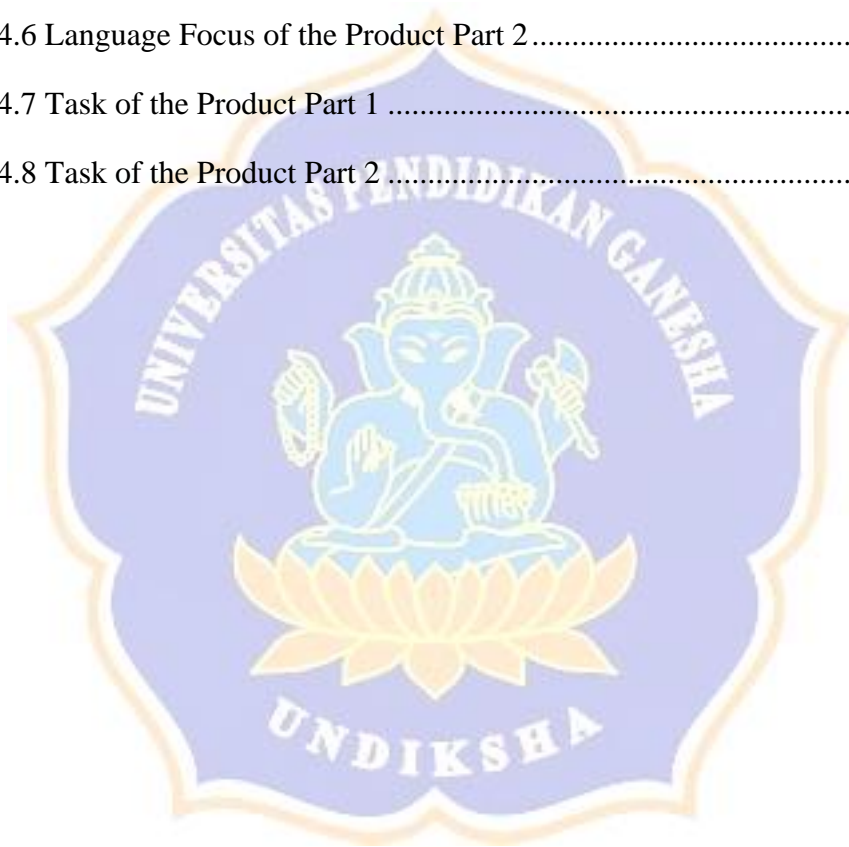 4.6 Language Focus of the Product Part 2........................................
4.7 Task of the Product Part 1 ..........................................................
4.8 Task of the Product Part 2 ..........................................................
UNIVERSITAS PENDIDIKAN GANESHA
UNDIKSHA